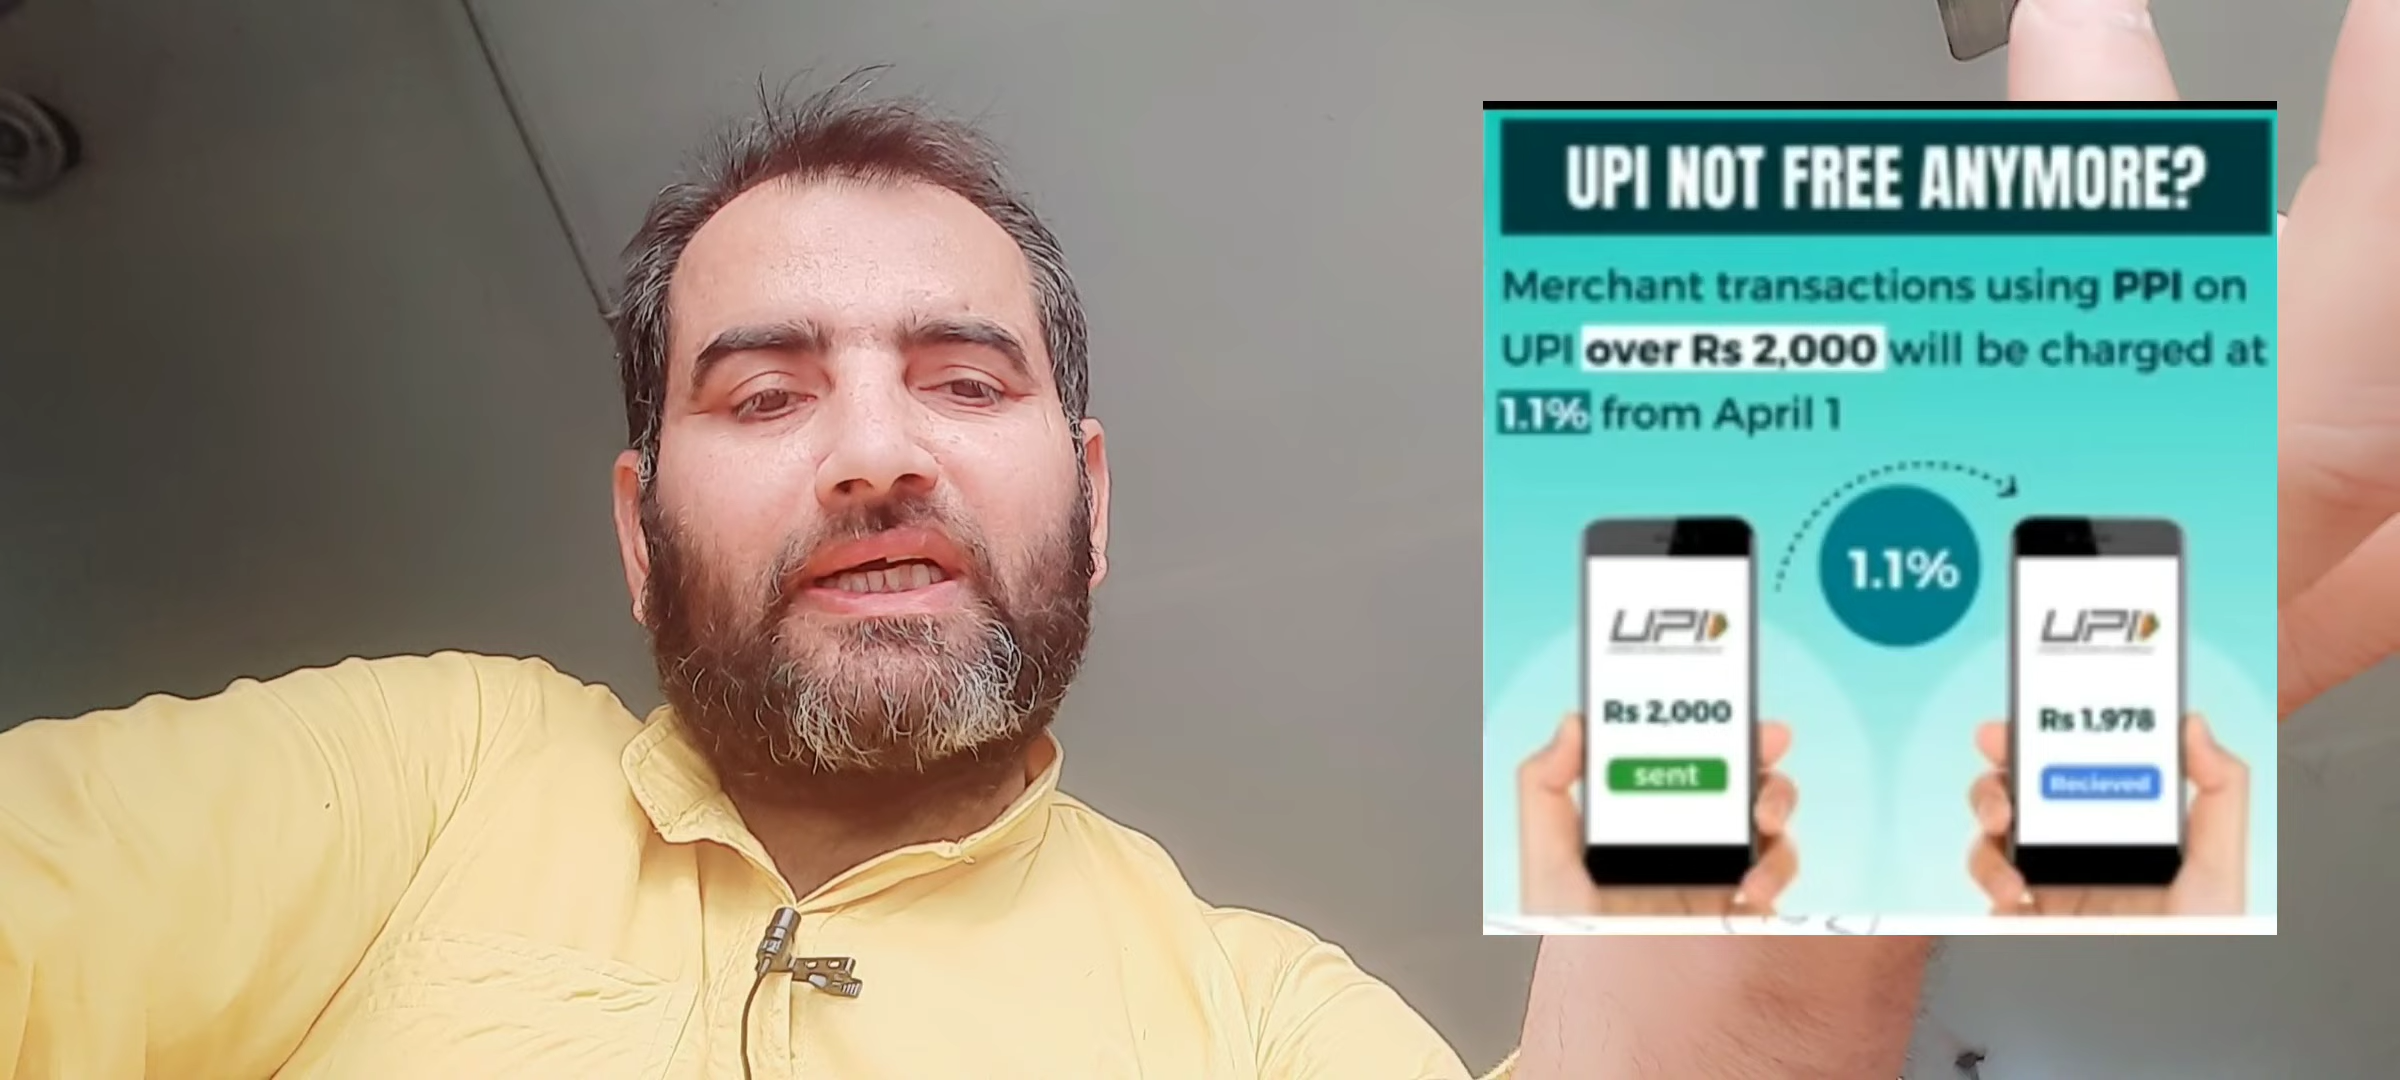 UPI NOT FREE ANYMORE?
Merchant transactions using PPI on
UPI over Rs 2,000 will be charged at
1.1% from April 1
1.1%
UPI
UPI
Rs 2,000
Rs 1,978
sent
Recieved